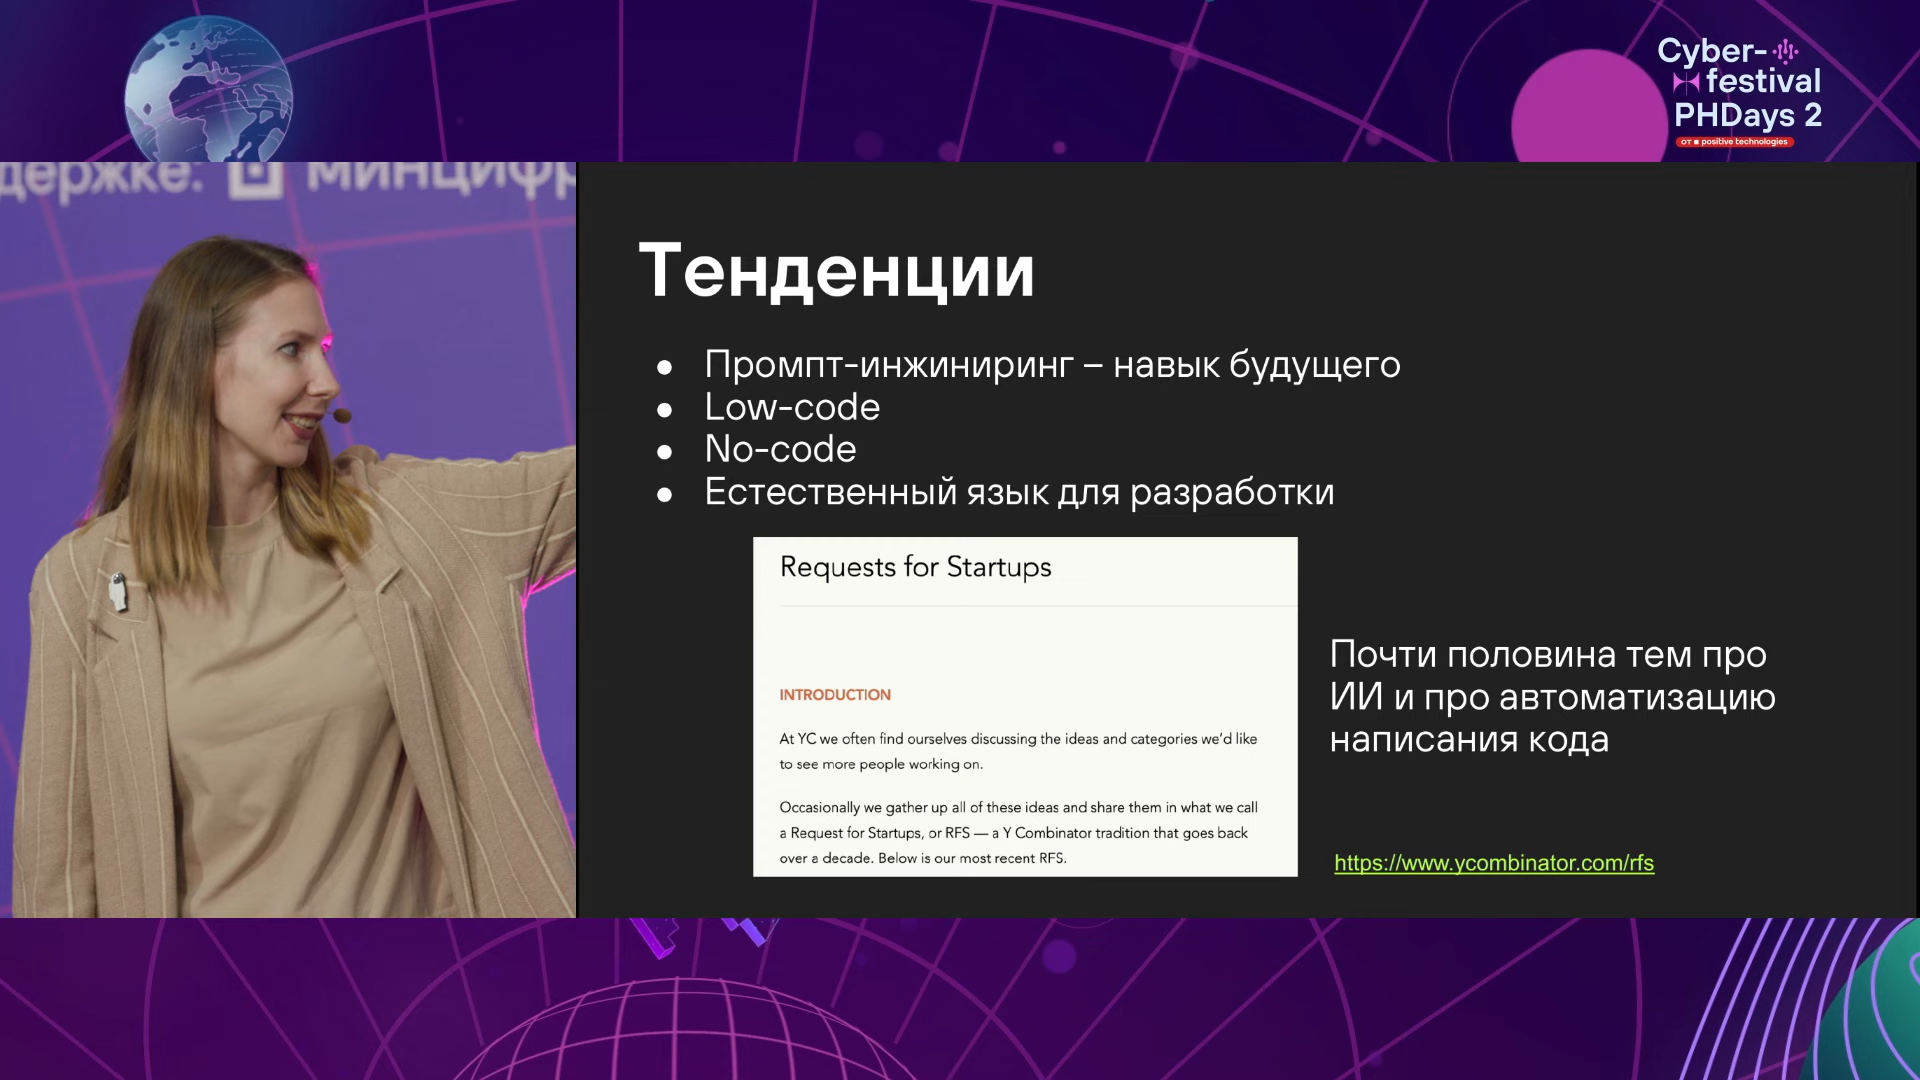 Cyber-
festival
PHDays 2
от positive technologies
держке:
Тенденции
● Промпт-инжиниринг – навык будущего
● Low-code
● No-code
● Естественный язык для разработки
Requests for Startups
INTRODUCTION
At YC we often find ourselves discussing the ideas and categories we’d like
to see more people working on.
Occasionally we gather up all of these ideas and share them in what we call
a Request for Startups, or RFS — a Y Combinator tradition that goes back
over a decade. Below is our most recent RFS.
Почти половина тем про
ИИ и про автоматизацию
написания кода
https://www.ycombinator.com/rfs